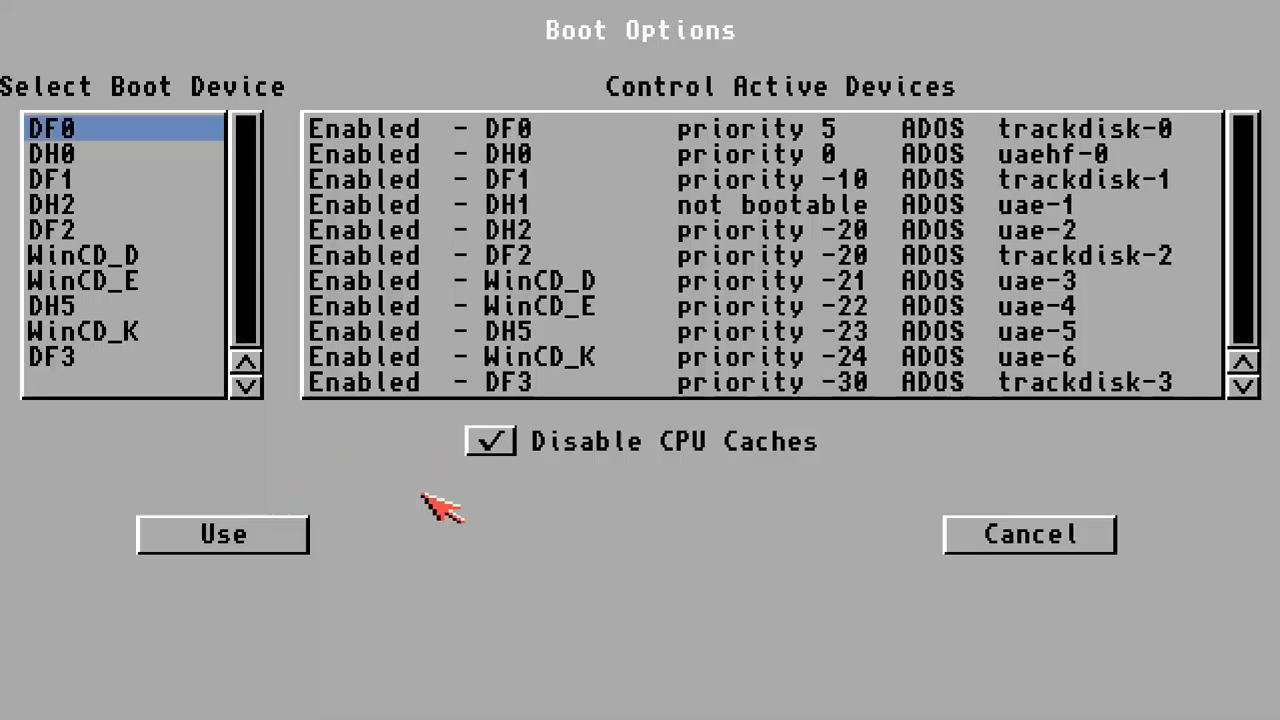 Boot Options
Select Boot Device
Control Active Devices
DF0
DH0
DF1
DH2
DF2
WinCD_D
WinCD_E
DH5
WinCD_K
DF3
Enabled - DF0 priority 5 ADOS trackdisk-0
Enabled - DH0 priority 0 ADOS uaehf-0
Enabled - DF1 priority -10 ADOS trackdisk-1
Enabled - DH1 not bootable ADOS uae-1
Enabled - DH2 priority -20 ADOS uae-2
Enabled - DF2 priority -20 ADOS trackdisk-2
Enabled - WinCD_D priority -21 ADOS uae-3
Enabled - WinCD_E priority -22 ADOS uae-4
Enabled - DH5 priority -23 ADOS uae-5
Enabled - WinCD_K priority -24 ADOS uae-6
Enabled - DF3 priority -30 ADOS trackdisk-3
Disable CPU Caches
Use
Cancel